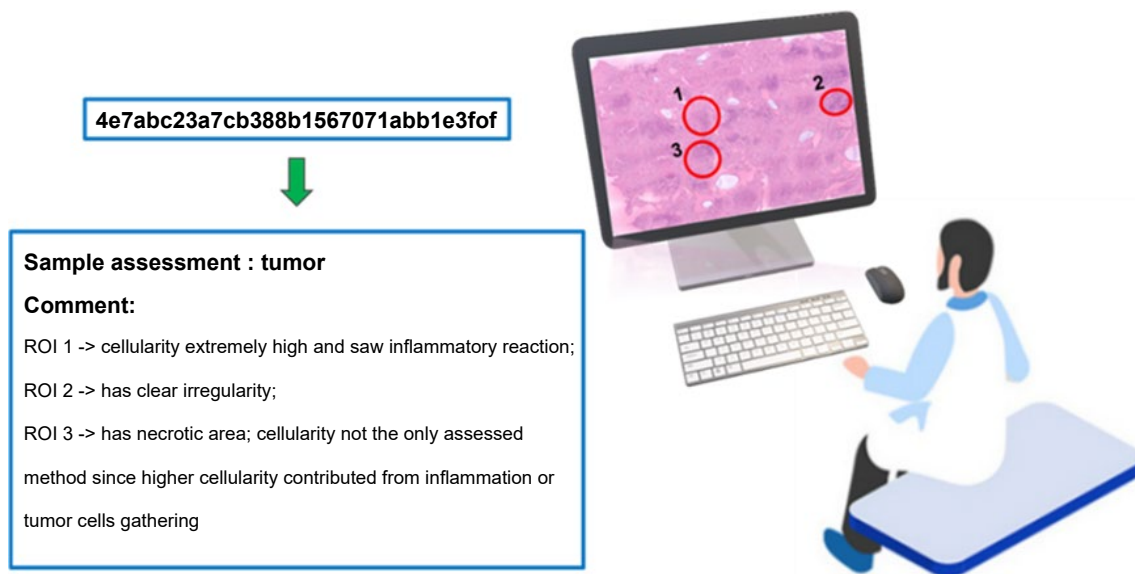 4e7abc23a7cb388b1567071abb1e3fof
Sample assessment : tumor
Comment:
ROI 1 -> cellularity extremely high and saw inflammatory reaction;
ROI 2 -> has clear irregularity;
ROI 3 -> has necrotic area; cellularity not the only assessed
method since higher cellularity contributed from inflammation or
tumor cells gathering
1
2
3